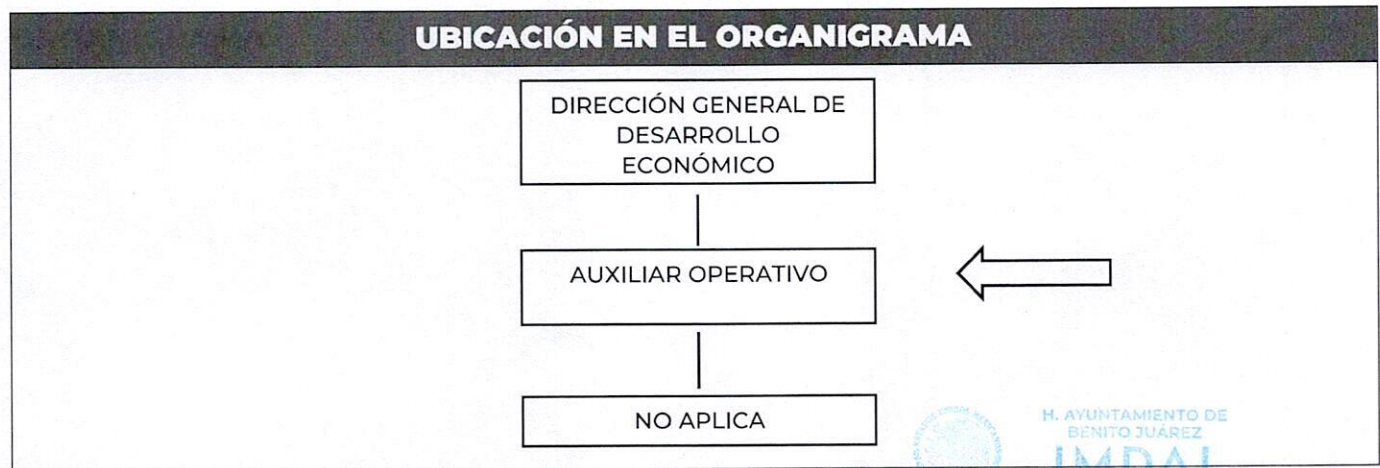 UBICACIÓN EN EL ORGANIGRAMA
DIRECCIÓN GENERAL DE
DESARROLLO
ECONÓMICO
AUXILIAR OPERATIVO
NO APLICA
H. AYUNTAMIENTO DE
BENITO JUÁREZ